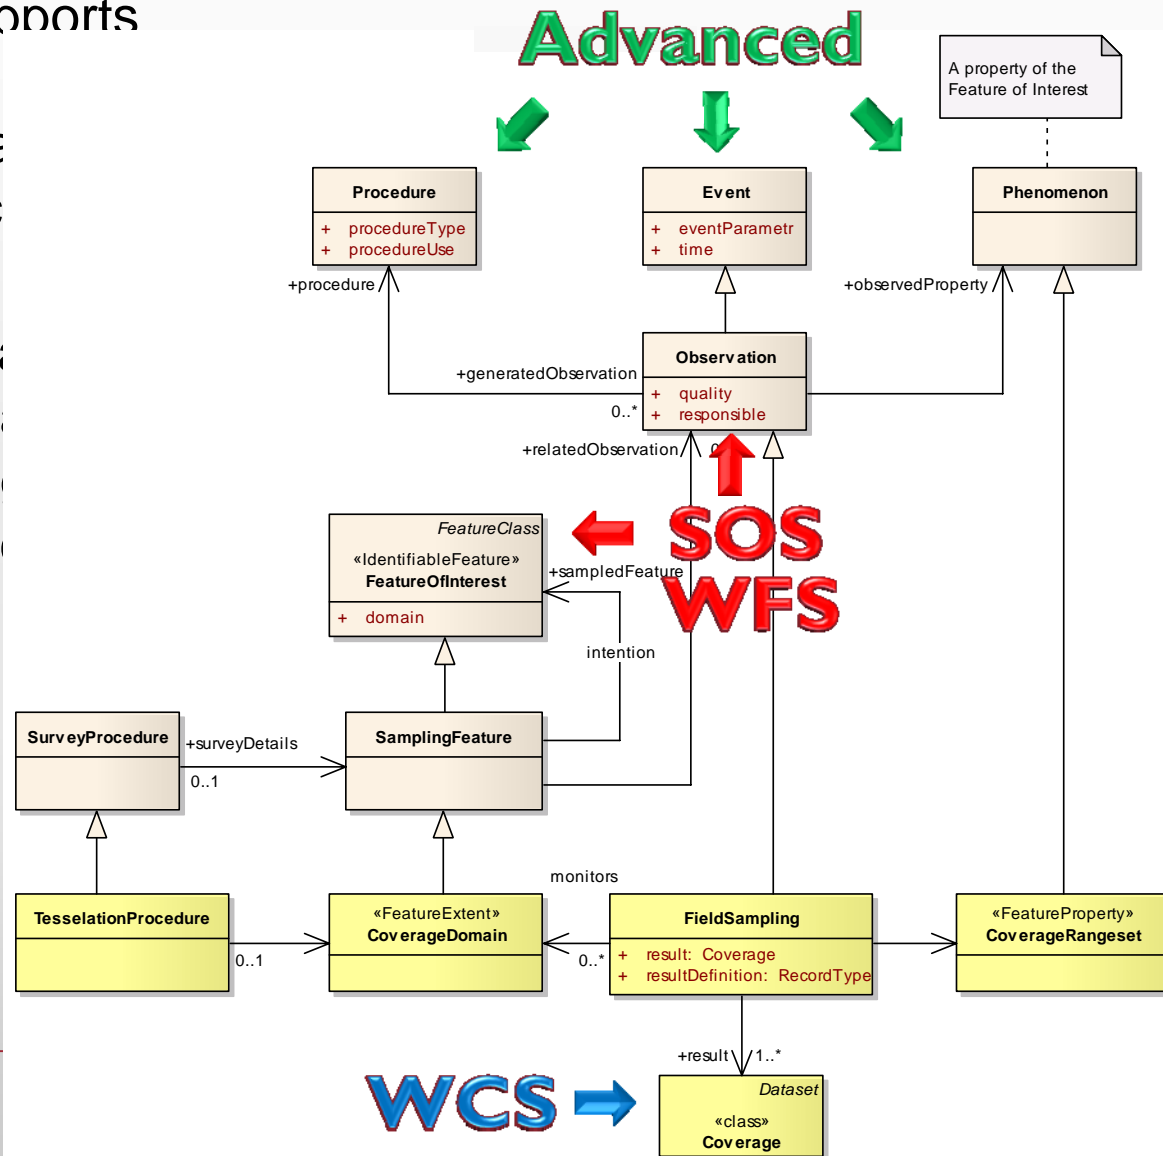 Advanced
A property of the
Feature of Interest
Procedure
+ procedureType
+ procedureUse
Event
+ eventParametr
+ time
Phenomenon
+procedure
+observedProperty
Observation
+ quality
+ responsible
+generatedObservation
0..*
+relatedObservation
SOS
WFS
FeatureClass
«IdentifiableFeature»
FeatureOfInterest
+ domain
+sampledFeature
intention
SurveyProcedure
+surveyDetails
0..1
SamplingFeature
monitors
TesselationProcedure
0..1
«FeatureExtent»
CoverageDomain
0..*
FieldSampling
+ result: Coverage
+ resultDefinition: RecordType
«FeatureProperty»
CoverageRangeset
+result
1..*
WCS
Dataset
«class»
Coverage